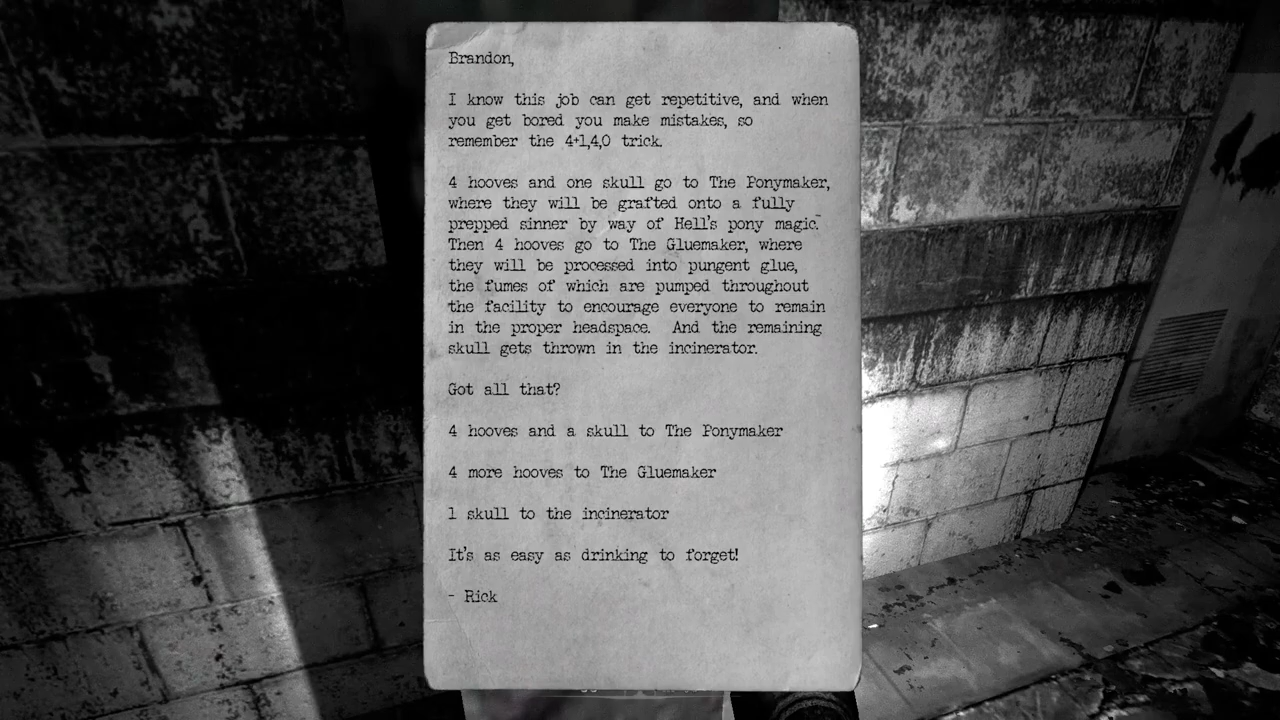 Brandon,
I know this job can get repetitive, and when
you get bored you make mistakes, so
remember the 4+1,4,0 trick.
4 hooves and one skull go to The Ponymaker,
where they will be grafted onto a fully
prepped sinner by way of Hell's pony magic.
Then 4 hooves go to The Gluemaker, where
they will be processed into pungent glue,
the fumes of which are pumped throughout
the facility to encourage everyone to remain
in the proper headspace.  And the remaining
skull gets thrown in the incinerator.
Got all that?
4 hooves and a skull to The Ponymaker
4 more hooves to The Gluemaker
1 skull to the incinerator
It's as easy as drinking to forget!
- Rick